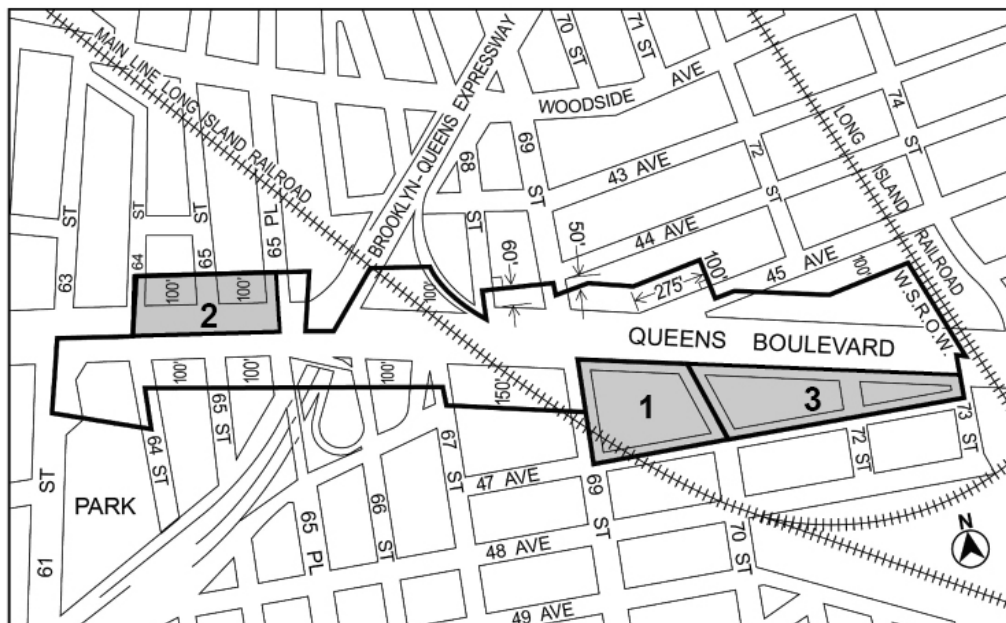 MAIN LINE LONG ISLAND RAILROAD
BROOKLYN-QUEENS EXPRESSWAY
70 ST
71 ST
WOODSIDE AVE
LONG ISLAND RAILROAD
74 ST
63 ST
64 ST
65 ST
65 PL
68 ST
69 ST
43 AVE
72 ST
44 AVE
45 AVE
60'
50'
275'
100'
100'
100'
100'
100'
W.S.R.O.W.
2
QUEENS BOULEVARD
100'
100'
100'
150'
1
3
61 ST
PARK
64 ST
65 ST
65 PL
66 ST
67 ST
47 AVE
69 ST
70 ST
72 ST
73 ST
48 AVE
49 AVE
N